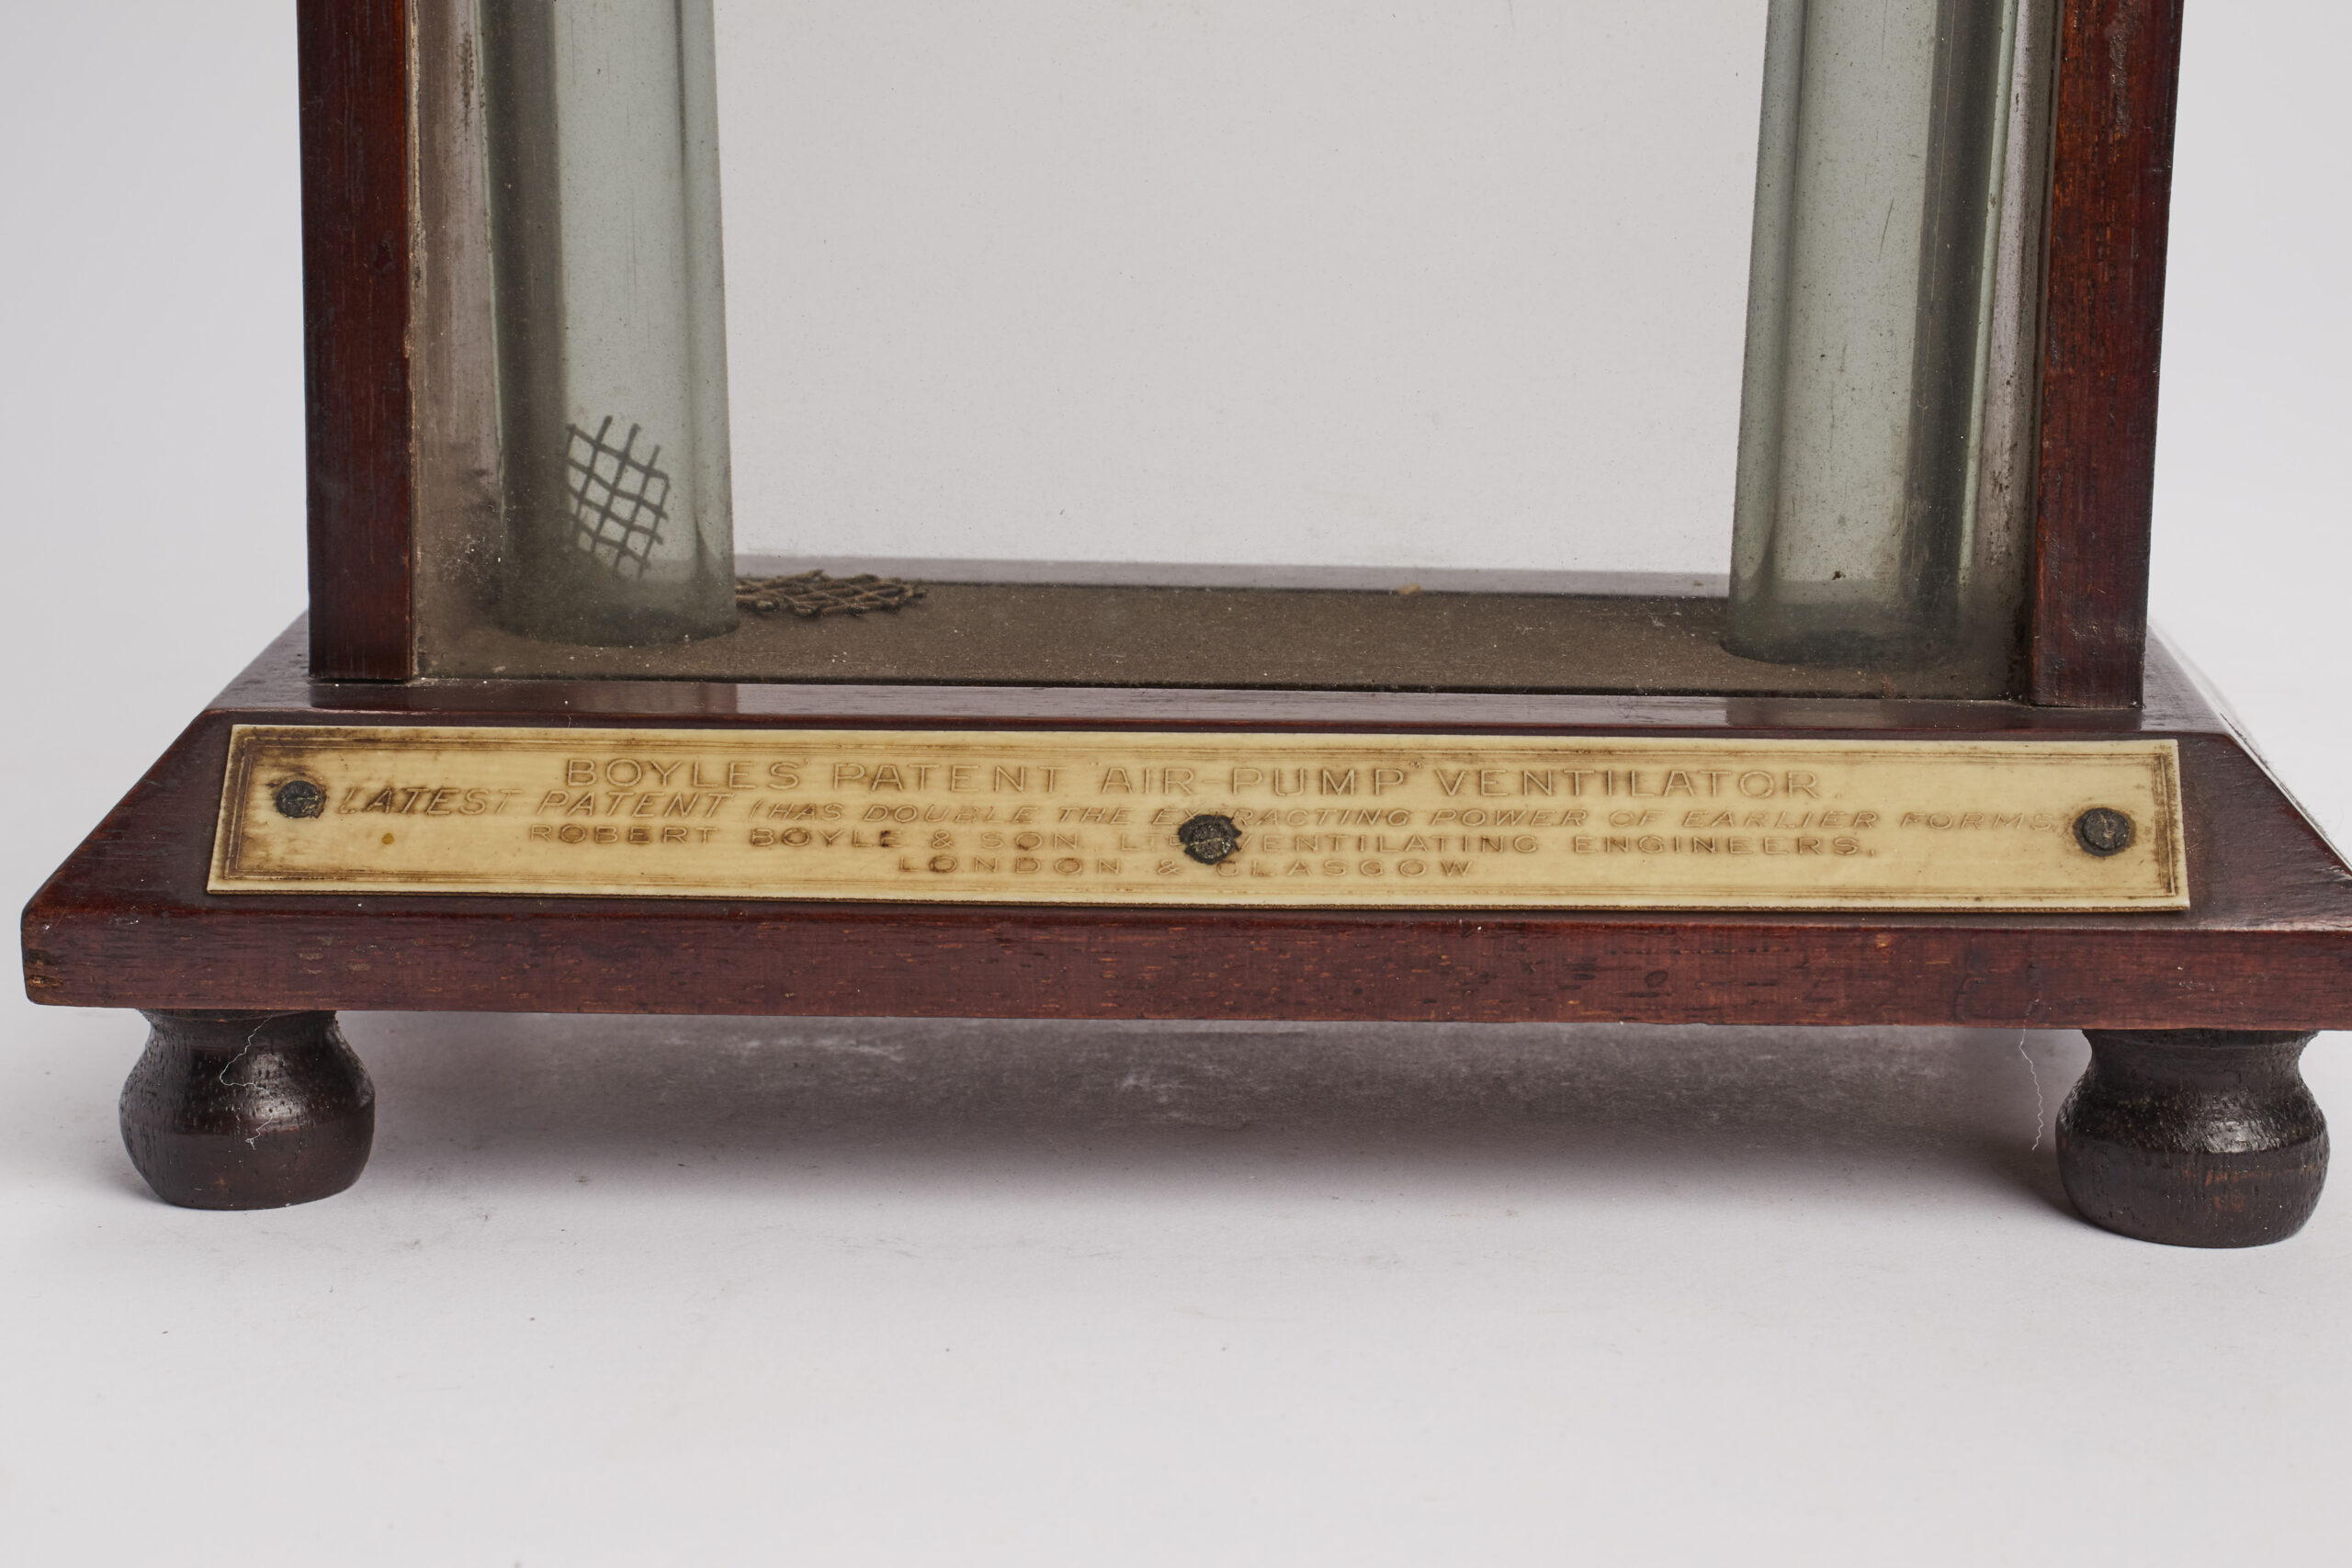 BOYLES' PATENT "AIR-PUMP" VENTILATOR.
LATEST PATENT (HAS DOUBLE THE EXTRACTING POWER OF EARLIER FORMS)
ROBERT BOYLE & SON, LTD VENTILATING ENGINEERS,
LONDON & GLASGOW